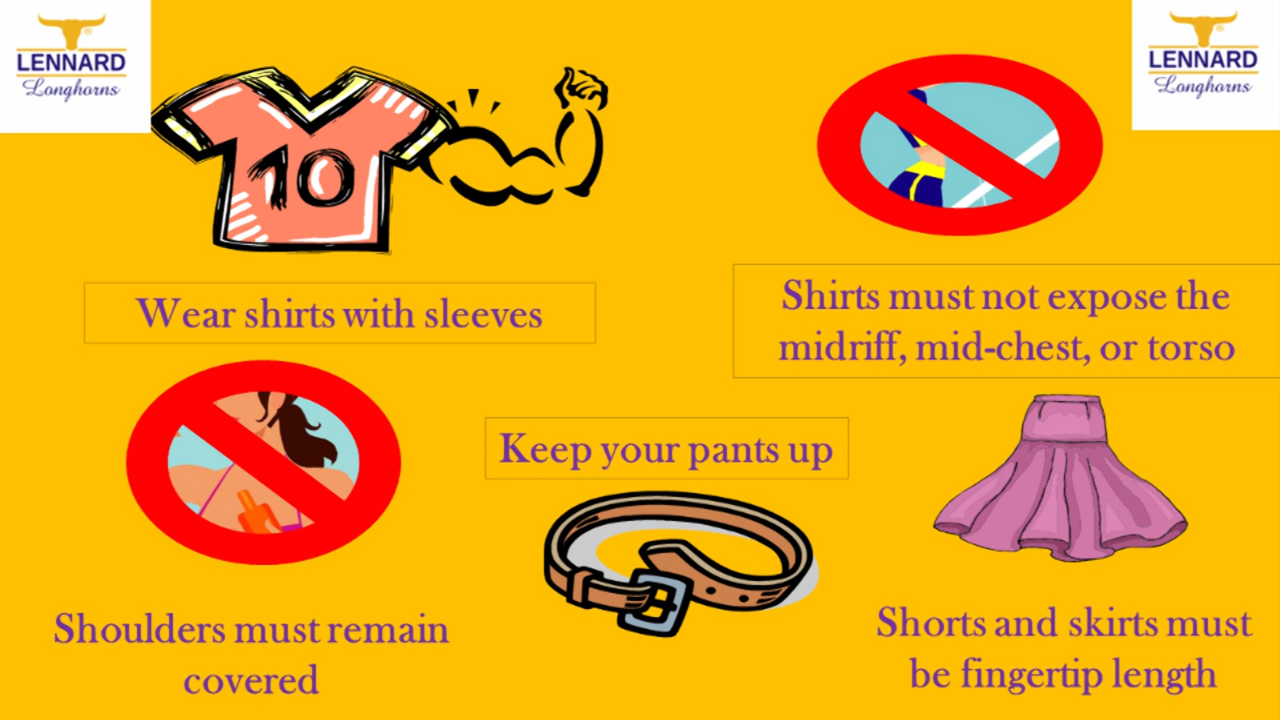 LENNARD
Longhorns
LENNARD
Longhorns
10
Wear shirts with sleeves
Shirts must not expose the
midriff, mid-chest, or torso
Keep your pants up
Shoulders must remain
covered
Shorts and skirts must
be fingertip length